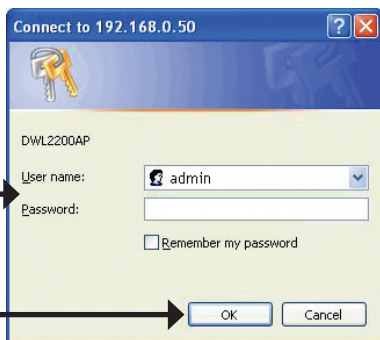 Connect to 192.168.0.50
DWL2200AP
User name:
admin
Password:
Remember my password
OK
Cancel